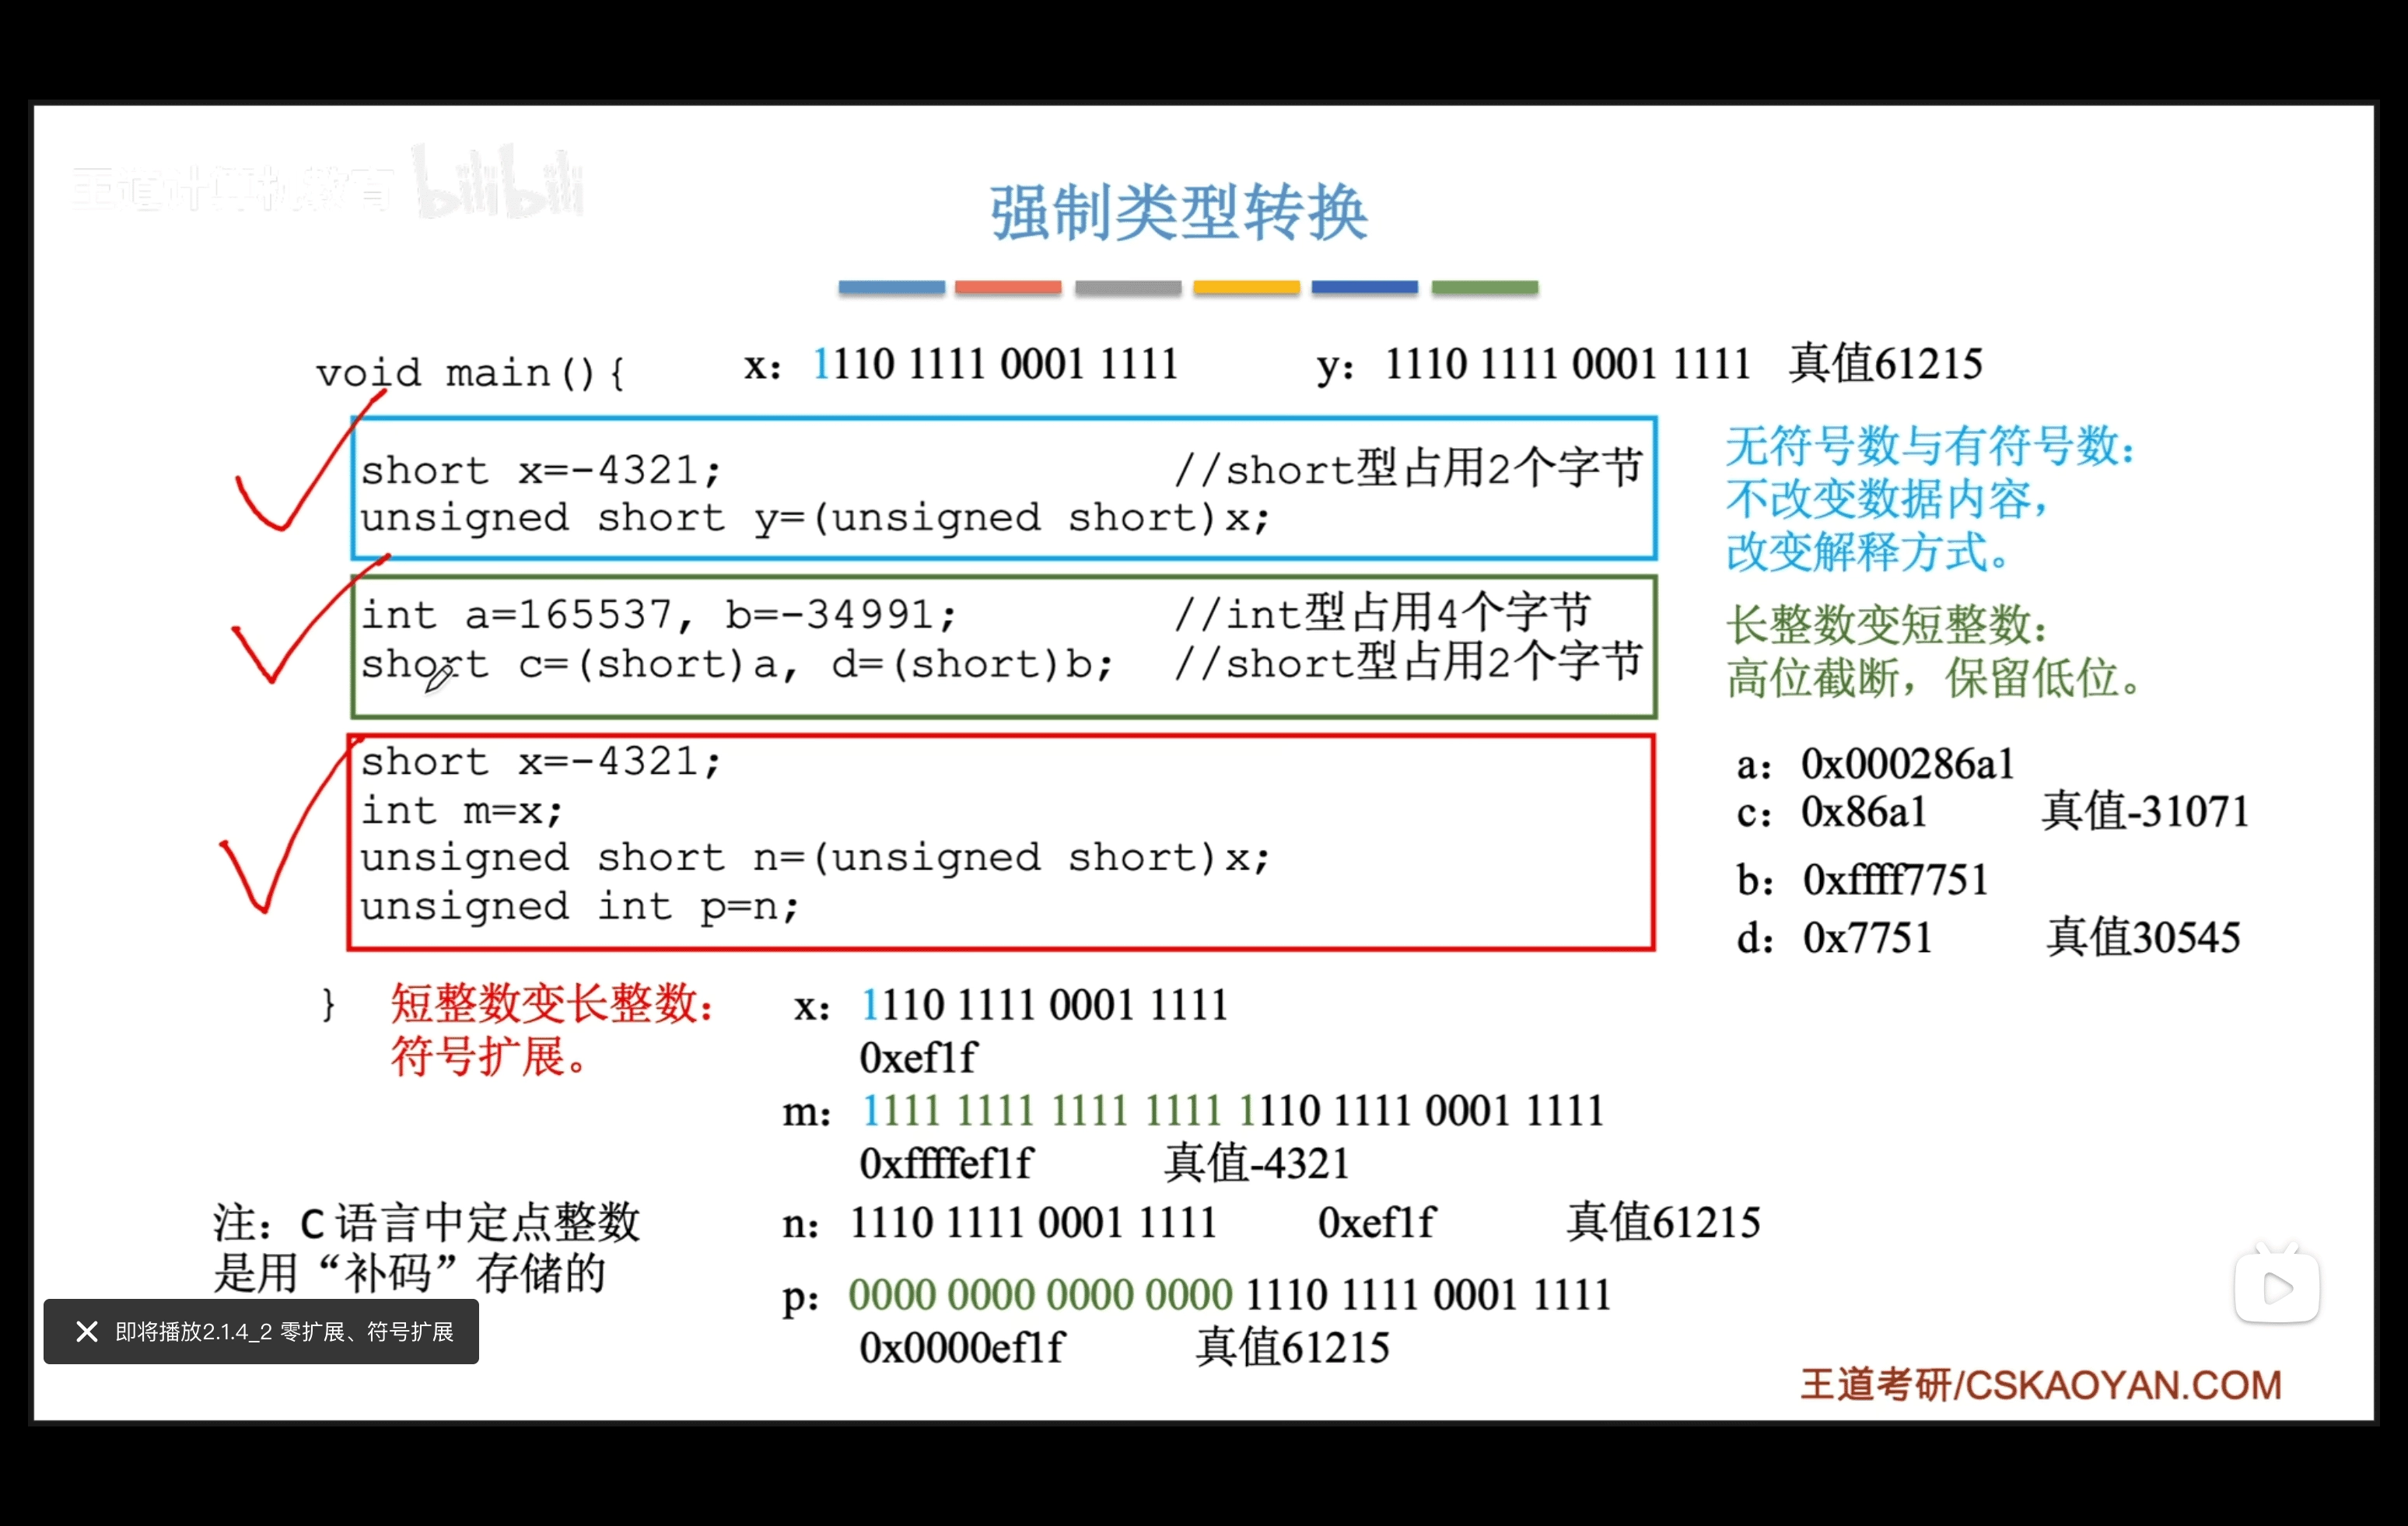 王道计算机教育 bilibili
强制类型转换
void main(){
x：1110 1111 0001 1111
y：1110 1111 0001 1111 真值61215
short x=-4321; //short型占用2个字节
unsigned short y=(unsigned short)x;
无符号数与有符号数：
不改变数据内容，
改变解释方式。
int a=165537, b=-34991; //int型占用4个字节
short c=(short)a, d=(short)b; //short型占用2个字节
长整数变短整数：
高位截断，保留低位。
short x=-4321;
int m=x;
unsigned short n=(unsigned short)x;
unsigned int p=n;
a：0x000286a1
c：0x86a1 真值-31071
b：0xffff7751
d：0x7751 真值30545
}
短整数变长整数：
符号扩展。
x：1110 1111 0001 1111
0xef1f
m：1111 1111 1111 1111 1110 1111 0001 1111
0xffffef1f 真值-4321
n：1110 1111 0001 1111 0xef1f 真值61215
p：0000 0000 0000 0000 1110 1111 0001 1111
0x0000ef1f 真值61215
注：C 语言中定点整数
是用“补码”存储的
即将播放2.1.4_2 零扩展、符号扩展
王道考研/CSKAOYAN.COM